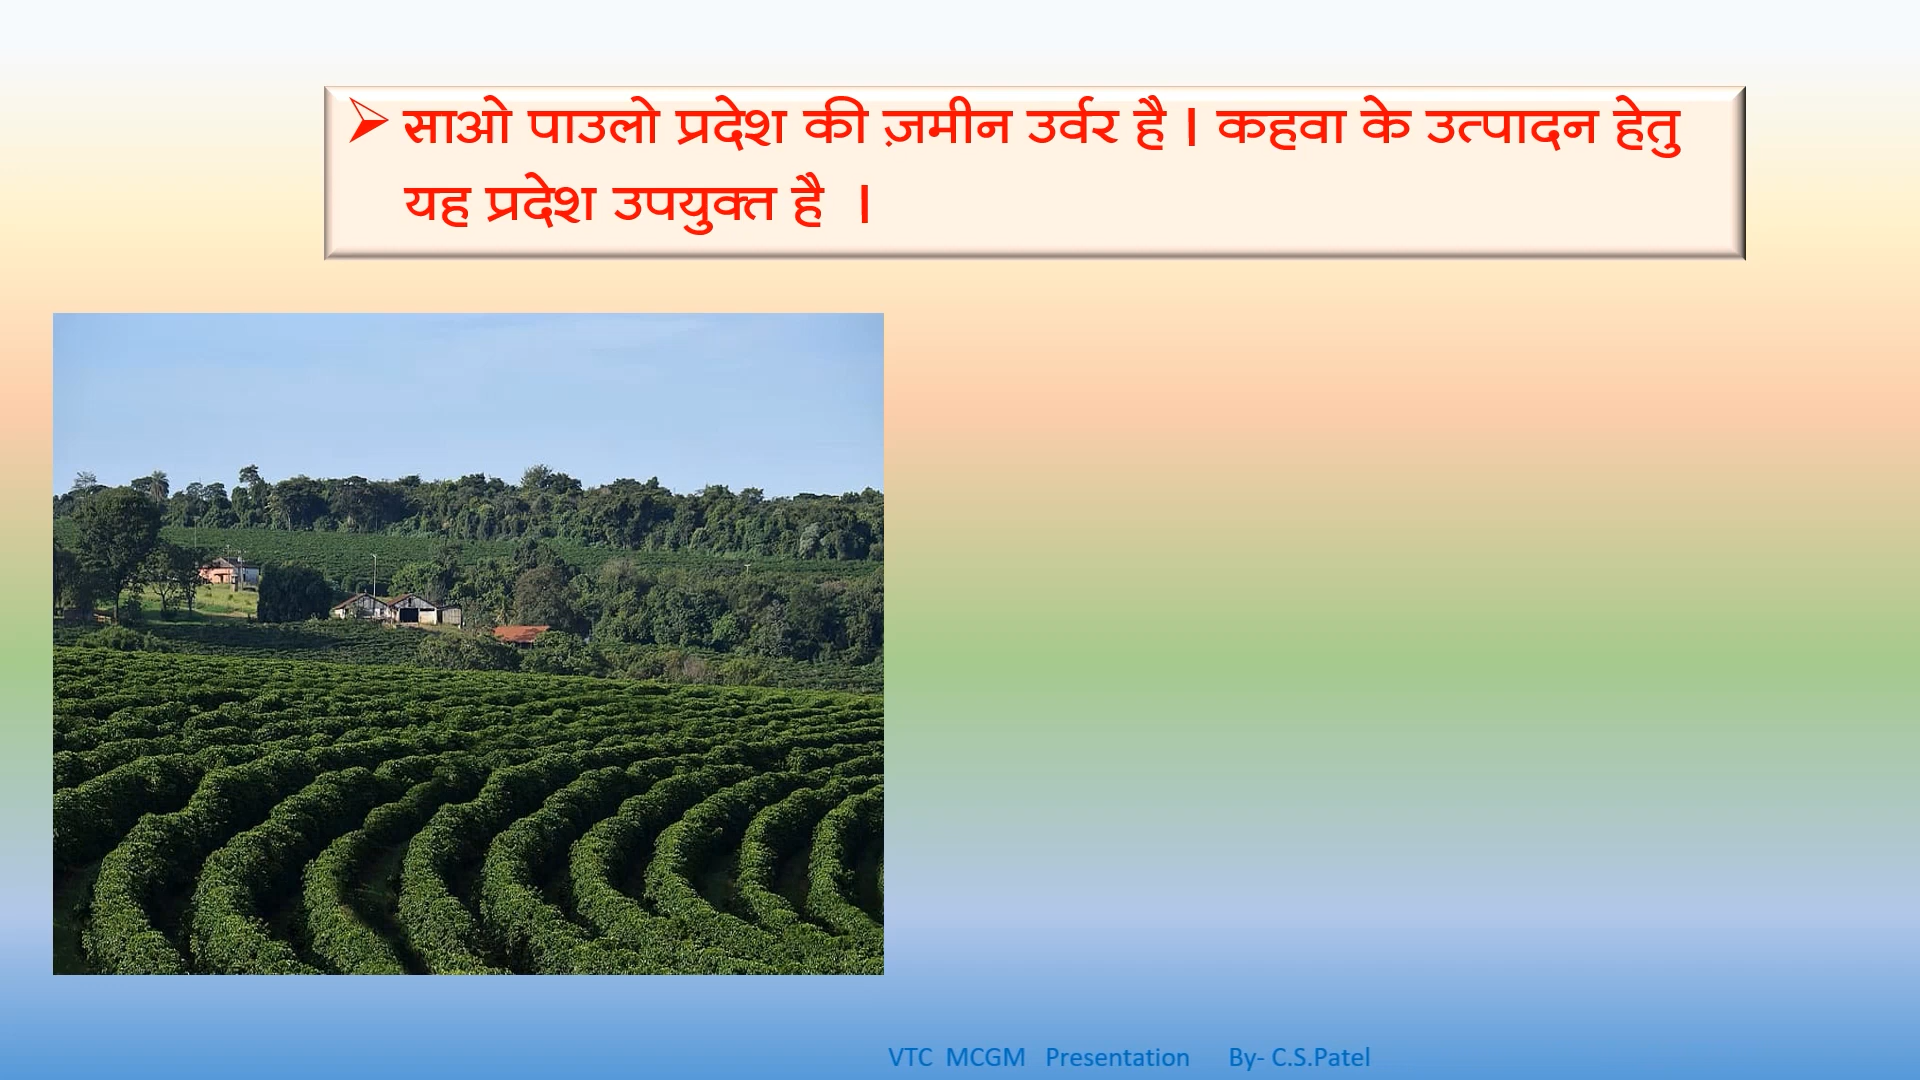 ➢ साओ पाउलो प्रदेश की ज़मीन उर्वर है । कहवा के उत्पादन हेतु
यह प्रदेश उपयुक्त है ।
VTC MCGM Presentation By- C.S.Patel